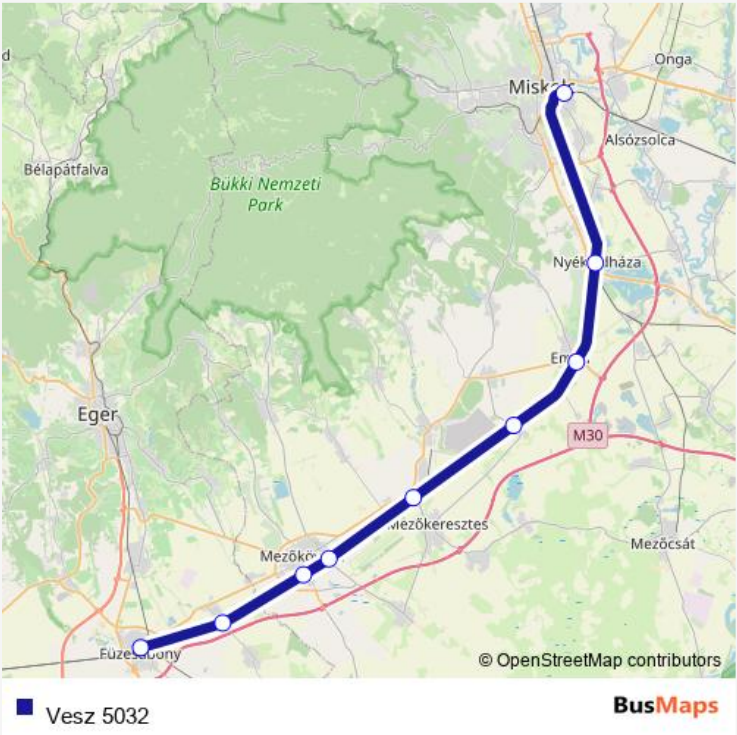 Onga
d
Alsózsolca
Bélapátfalva
Bükki Nemzeti
Park
Eger
M30
Mezőkeresztes
Mezőcsát
© OpenStreetMap contributors
Vesz 5032
BusMaps